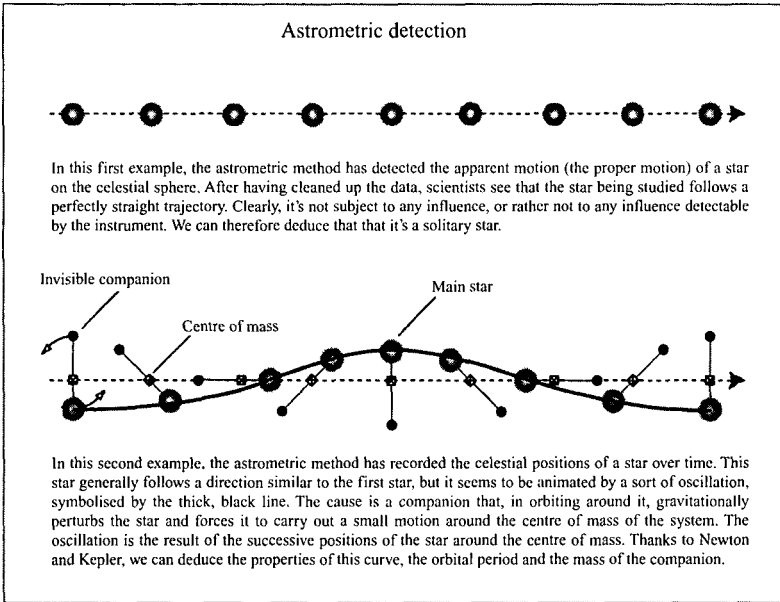 Astrometric detection
In this first example, the astrometric method has detected the apparent motion (the proper motion) of a star
on the celestial sphere. After having cleaned up the data, scientists see that the star being studied follows a
perfectly straight trajectory. Clearly, it's not subject to any influence, or rather not to any influence detectable
by the instrument. We can therefore deduce that that it's a solitary star.
Invisible companion
Main star
Centre of mass
In this second example, the astrometric method has recorded the celestial positions of a star over time. This
star generally follows a direction similar to the first star, but it seems to be animated by a sort of oscillation,
symbolised by the thick, black line. The cause is a companion that, in orbiting around it, gravitationally
perturbs the star and forces it to carry out a small motion around the centre of mass of the system. The
oscillation is the result of the successive positions of the star around the centre of mass. Thanks to Newton
and Kepler, we can deduce the properties of this curve, the orbital period and the mass of the companion.